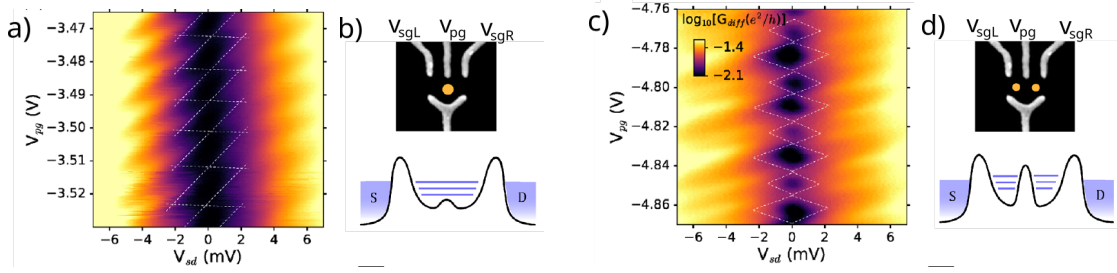 a)
−3.47
−3.48
−3.49
−3.50
−3.51
−3.52
V_pg (V)
−6 −4 −2 0 2 4 6
V_sd (mV)
b)
V_sgL V_pg V_sgR
S D
c)
−4.76
−4.78
−4.80
−4.82
−4.84
−4.86
V_pg (V)
log₁₀[G_diff(e²/h)]
−1.4
−2.1
−6 −4 −2 0 2 4 6
V_sd (mV)
d)
V_sgL V_pg V_sgR
S D